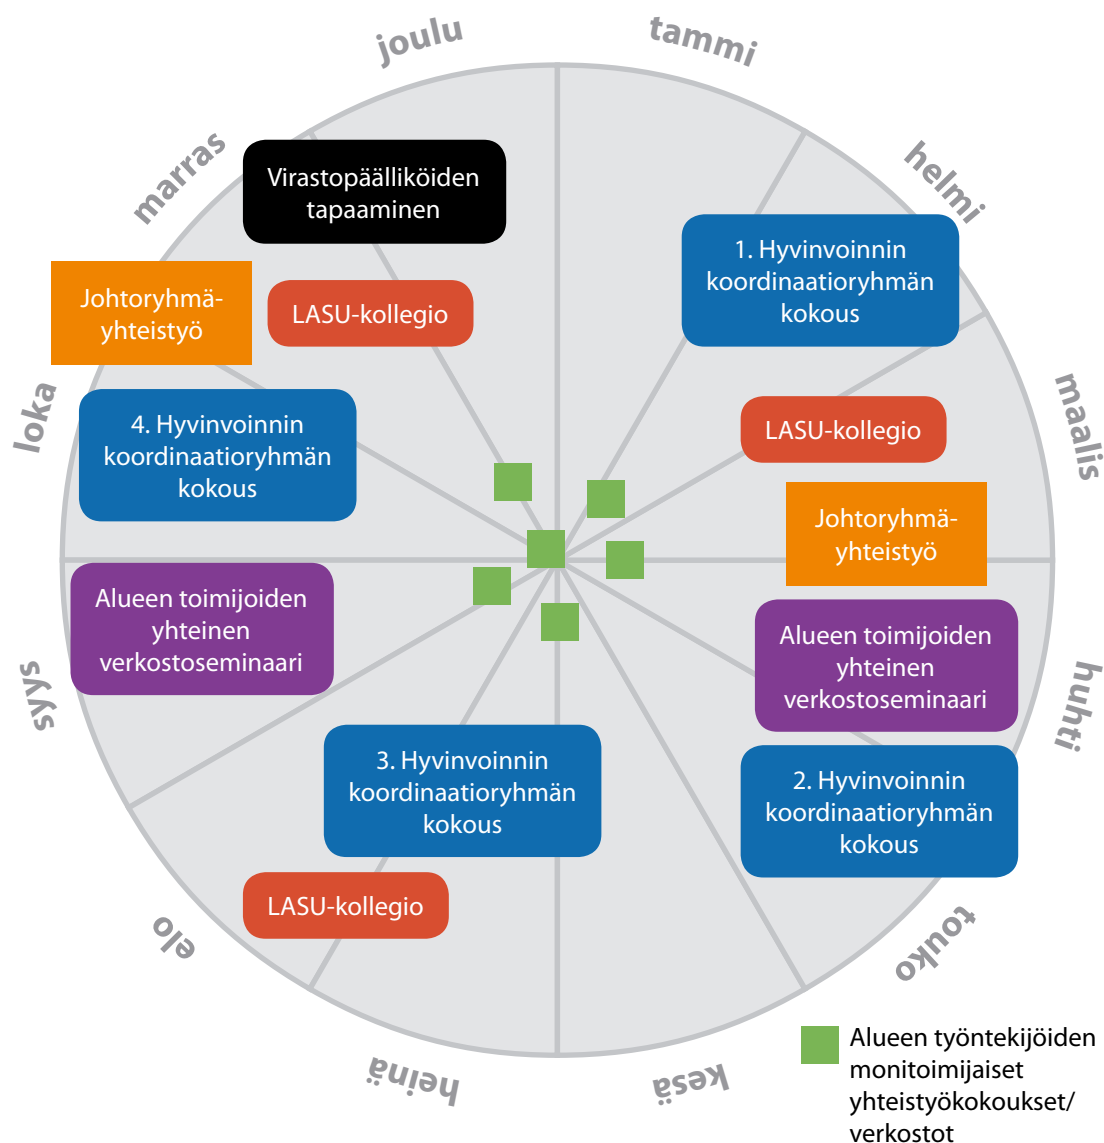 joulu
tammi
marras
helmi
Virastopäälliköiden
tapaaminen
1. Hyvinvoinnin
koordinaatioryhmän
kokous
Johtoryhmä-
yhteistyö
LASU-kollegio
loka
maalis
4. Hyvinvoinnin
koordinaatioryhmän
kokous
LASU-kollegio
Johtoryhmä-
yhteistyö
Alueen toimijoiden
yhteinen
verkostoseminaari
Alueen toimijoiden
yhteinen
verkostoseminaari
syys
huhti
3. Hyvinvoinnin
koordinaatioryhmän
kokous
2. Hyvinvoinnin
koordinaatioryhmän
kokous
LASU-kollegio
elo
touko
heinä
kesä
Alueen työntekijöiden
monitoimijaiset
yhteistyökokoukset/
verkostot